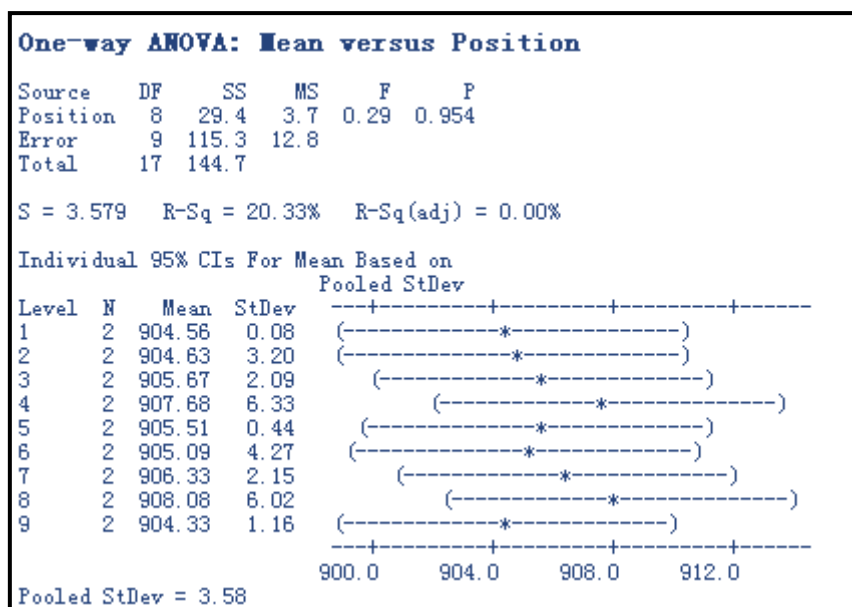 One-way ANOVA: Mean versus Position
Source DF SS MS F P
Position 8 29.4 3.7 0.29 0.954
Error 9 115.3 12.8
Total 17 144.7
S = 3.579 R-Sq = 20.33% R-Sq(adj) = 0.00%
Individual 95% CIs For Mean Based on
Pooled StDev
Level N Mean StDev ---+---------+---------+---------+------
1 2 904.56 0.08 (-------------*--------------)
2 2 904.63 3.20 (--------------*-------------)
3 2 905.67 2.09 (-------------*-------------)
4 2 907.68 6.33 (-------------*--------------)
5 2 905.51 0.44 (--------------*-------------)
6 2 905.09 4.27 (--------------*-------------)
7 2 906.33 2.15 (-------------*-------------)
8 2 908.08 6.02 (-------------*--------------)
9 2 904.33 1.16 (-------------*-------------)
---+---------+---------+---------+------
900.0 904.0 908.0 912.0
Pooled StDev = 3.58